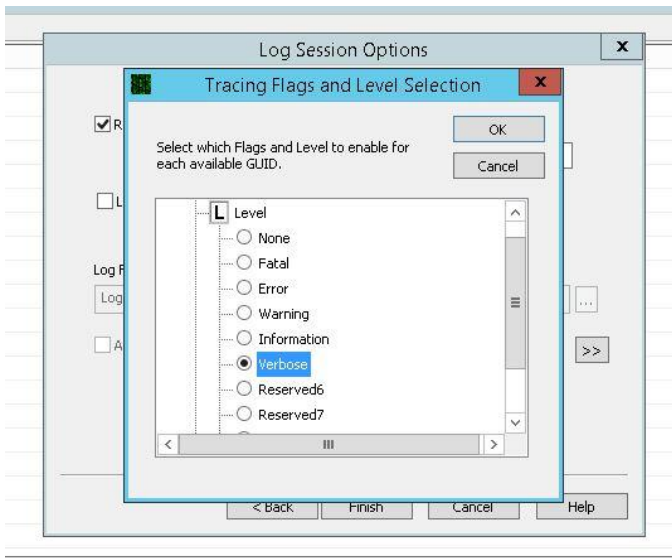 Log Session Options
x
Tracing Flags and Level Selection
x
R
OK
Select which Flags and Level to enable for
each available GUID.
Cancel
L
L Level
None
Fatal
Log F
Error
Log
...
Warning
A
Information
>>
Verbose
Reserved6
Reserved7
< Back
Finish
Cancel
Help